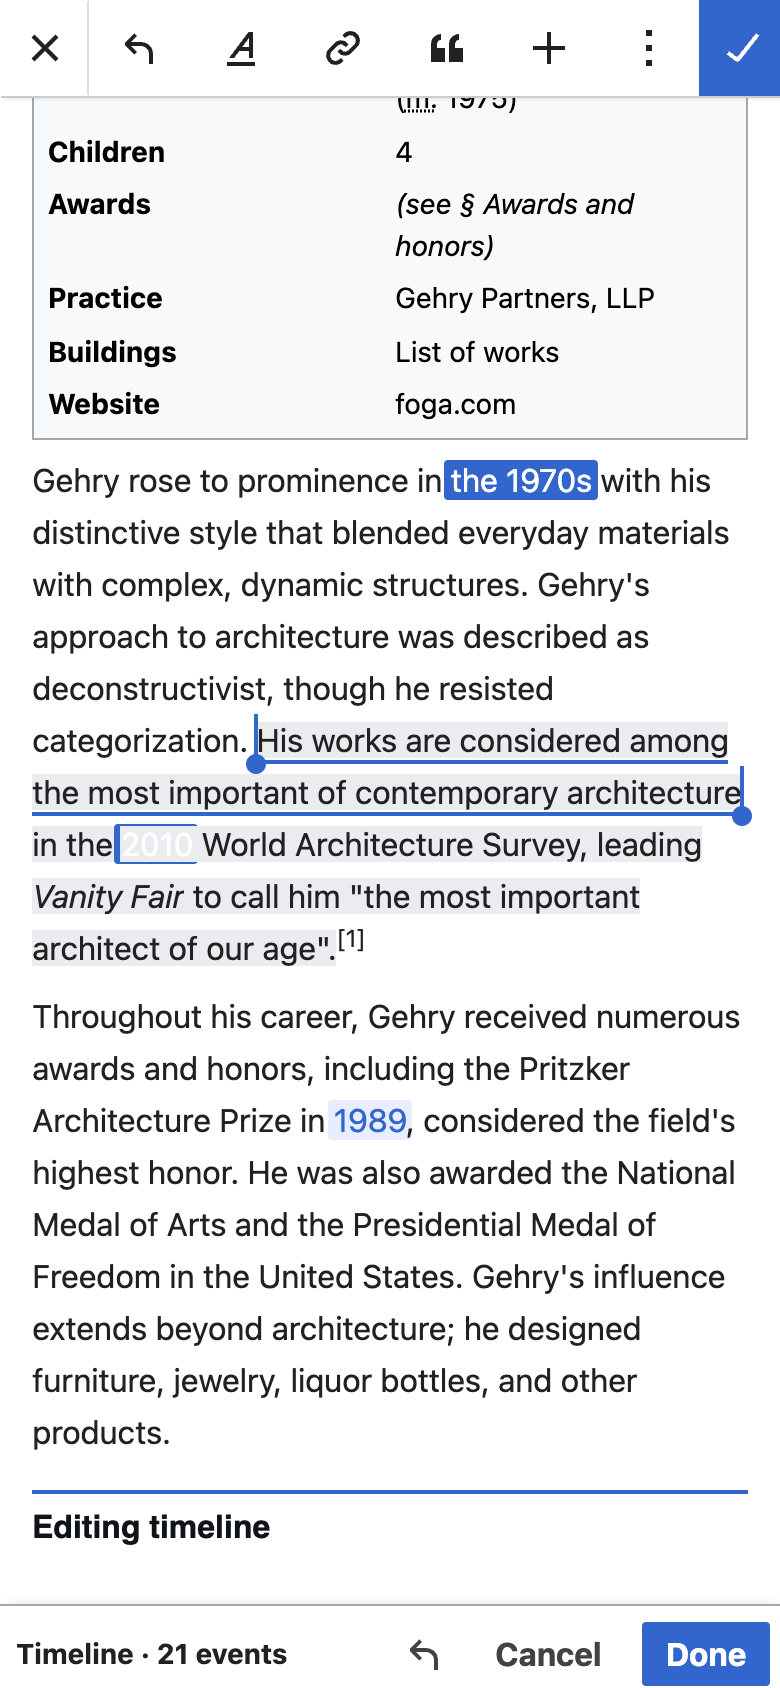 (m. 1975)
Children 4
Awards (see § Awards and
honors)
Practice Gehry Partners, LLP
Buildings List of works
Website foga.com
Gehry rose to prominence in the 1970s with his
distinctive style that blended everyday materials
with complex, dynamic structures. Gehry's
approach to architecture was described as
deconstructivist, though he resisted
categorization. His works are considered among
the most important of contemporary architecture
in the 2010 World Architecture Survey, leading
Vanity Fair to call him "the most important
architect of our age".[1]
Throughout his career, Gehry received numerous
awards and honors, including the Pritzker
Architecture Prize in 1989, considered the field's
highest honor. He was also awarded the National
Medal of Arts and the Presidential Medal of
Freedom in the United States. Gehry's influence
extends beyond architecture; he designed
furniture, jewelry, liquor bottles, and other
products.
Editing timeline
Timeline · 21 events Cancel Done